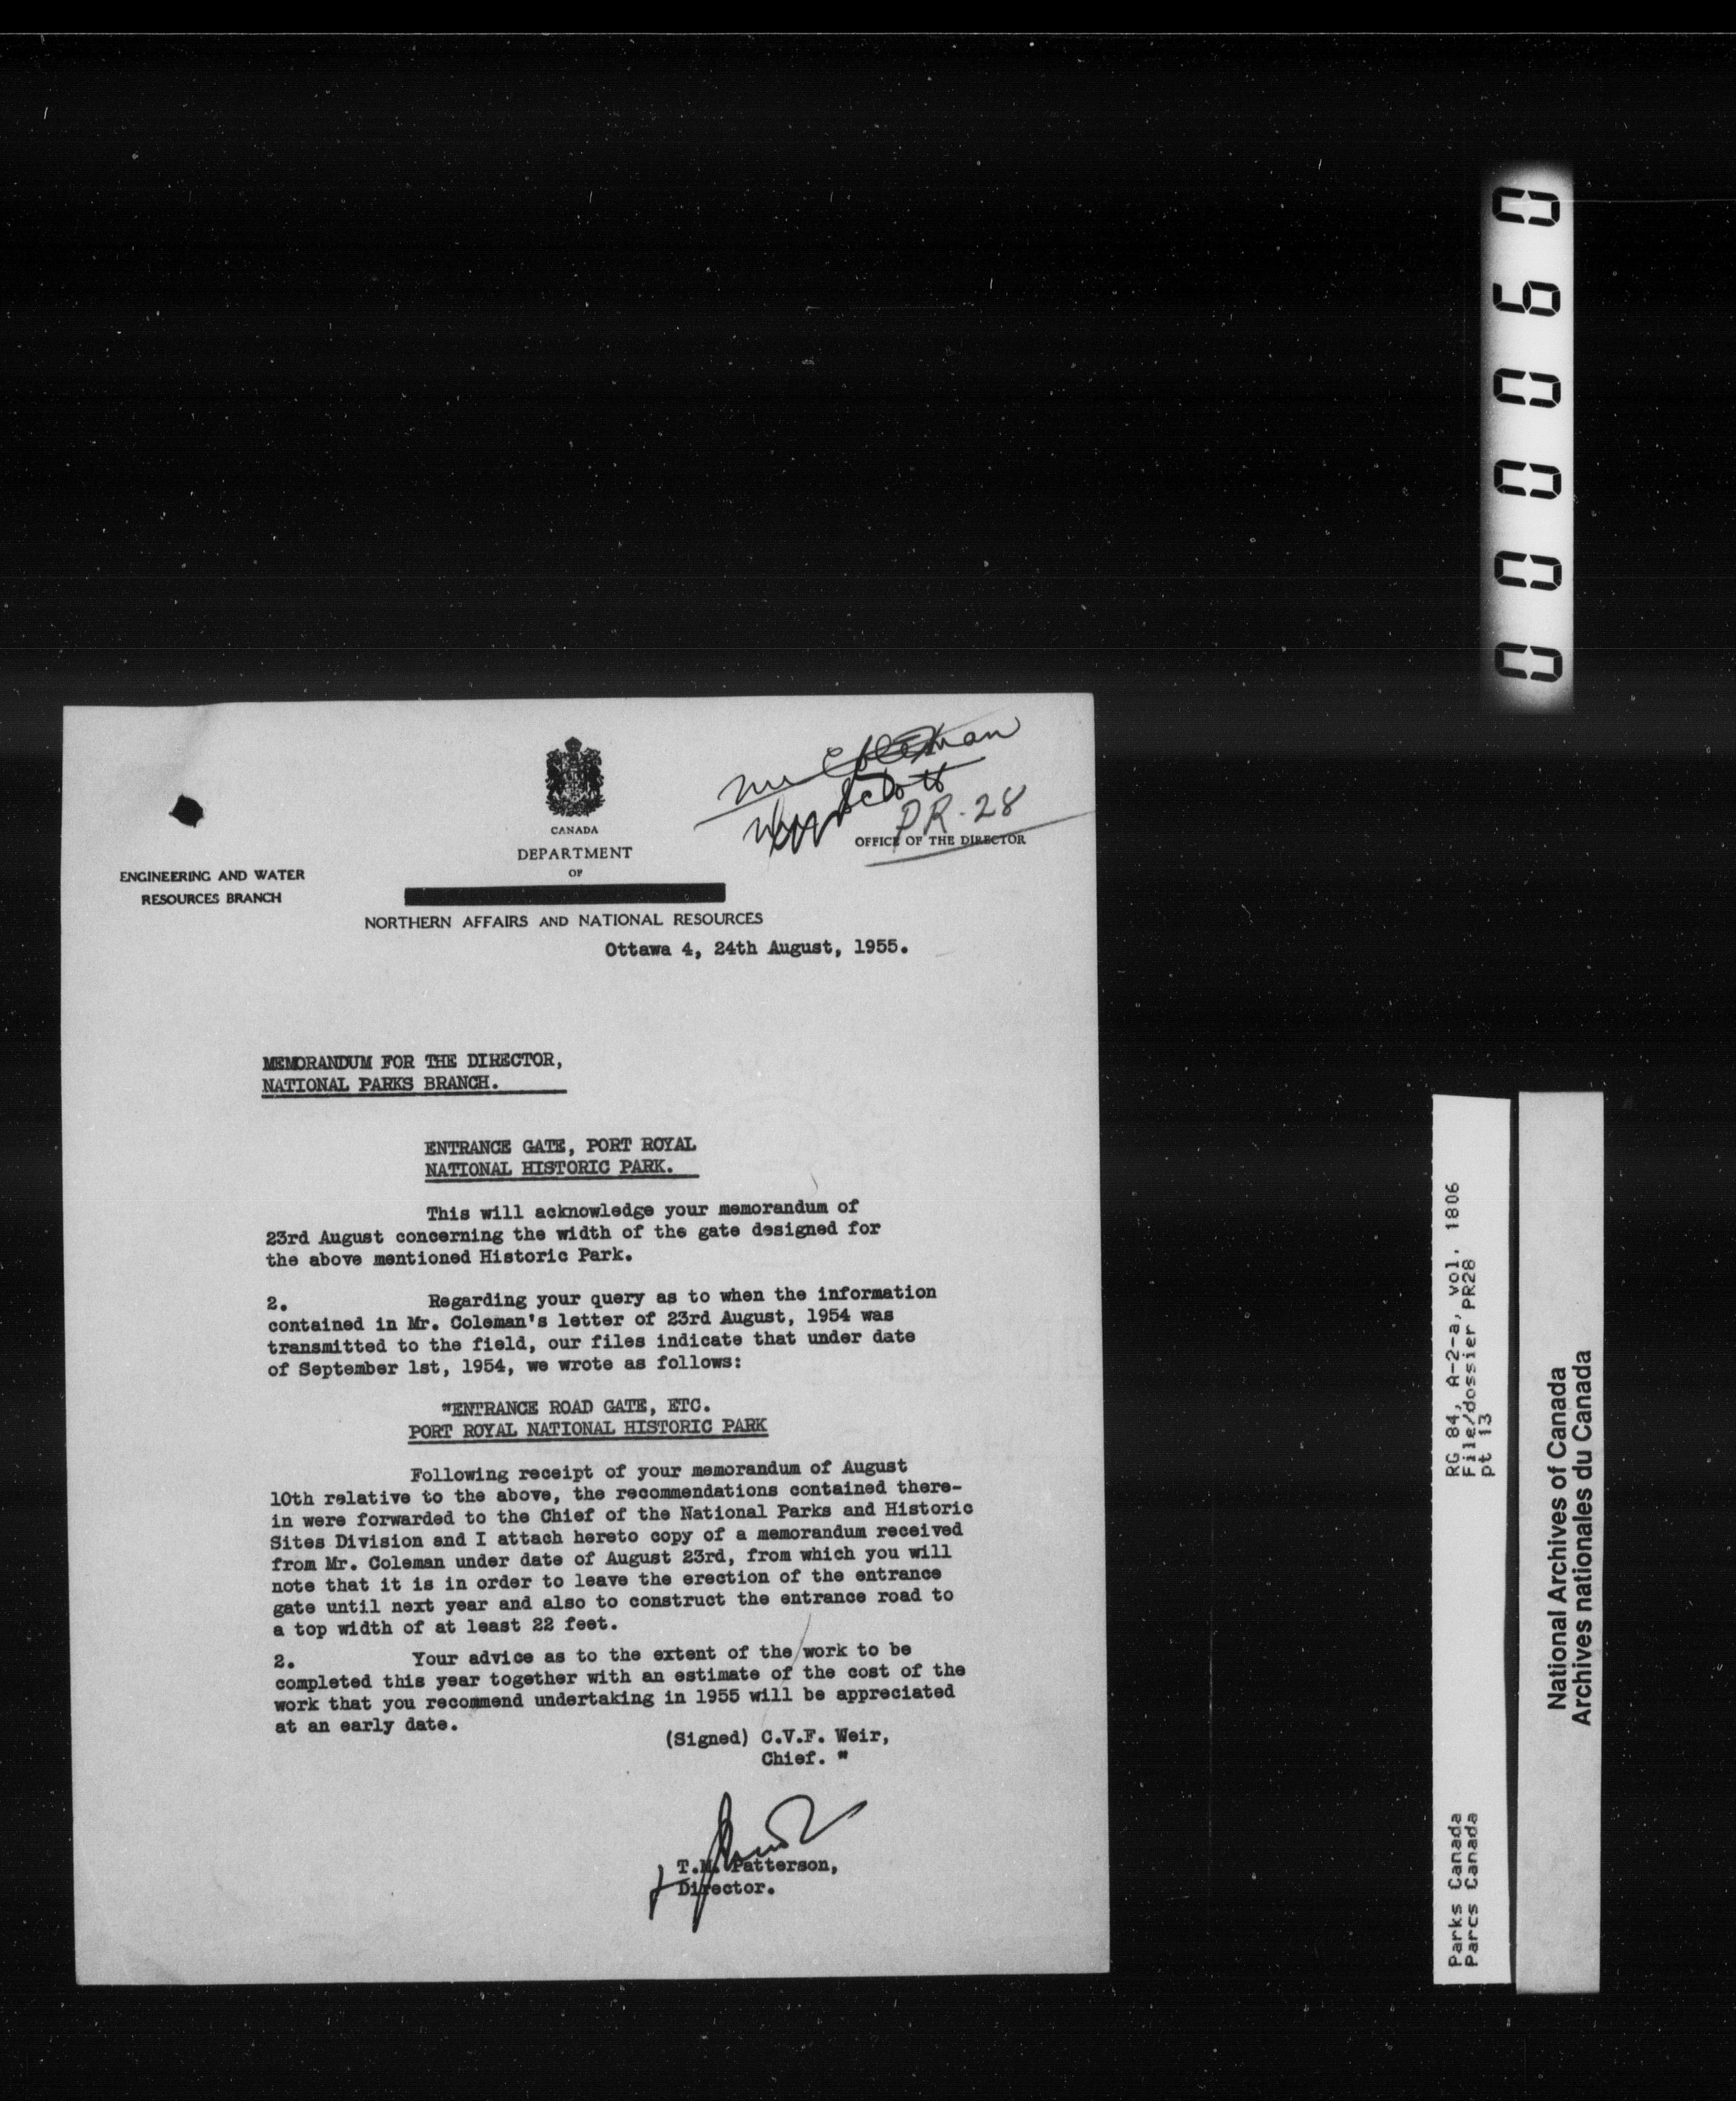 000060
Mr Coleman
Scott
PR-28
CANADA
OFFICE OF THE DIRECTOR
DEPARTMENT
OF
ENGINEERING AND WATER
RESOURCES BRANCH
NORTHERN AFFAIRS AND NATIONAL RESOURCES
Ottawa 4, 24th August, 1955.
MEMORANDUM FOR THE DIRECTOR,
NATIONAL PARKS BRANCH.
ENTRANCE GATE, PORT ROYAL
NATIONAL HISTORIC PARK.
This will acknowledge your memorandum of
23rd August concerning the width of the gate designed for
the above mentioned Historic Park.
2. Regarding your query as to when the information
contained in Mr. Coleman's letter of 23rd August, 1954 was
transmitted to the field, our files indicate that under date
of September 1st, 1954, we wrote as follows:
"ENTRANCE ROAD GATE, ETC.
PORT ROYAL NATIONAL HISTORIC PARK
Following receipt of your memorandum of August
10th relative to the above, the recommendations contained there-
in were forwarded to the Chief of the National Parks and Historic
Sites Division and I attach hereto copy of a memorandum received
from Mr. Coleman under date of August 23rd, from which you will
note that it is in order to leave the erection of the entrance
gate until next year and also to construct the entrance road to
a top width of at least 22 feet.
2. Your advice as to the extent of the work to be
completed this year together with an estimate of the cost of the
work that you recommend undertaking in 1955 will be appreciated
at an early date.
(Signed) C.V.F. Weir,
Chief. "
T.M. Patterson,
Director.
RG 84, A-2-a, vol. 1806
File/dossier PR28
pt 13
Parks Canada
Parcs Canada
National Archives of Canada
Archives nationales du Canada